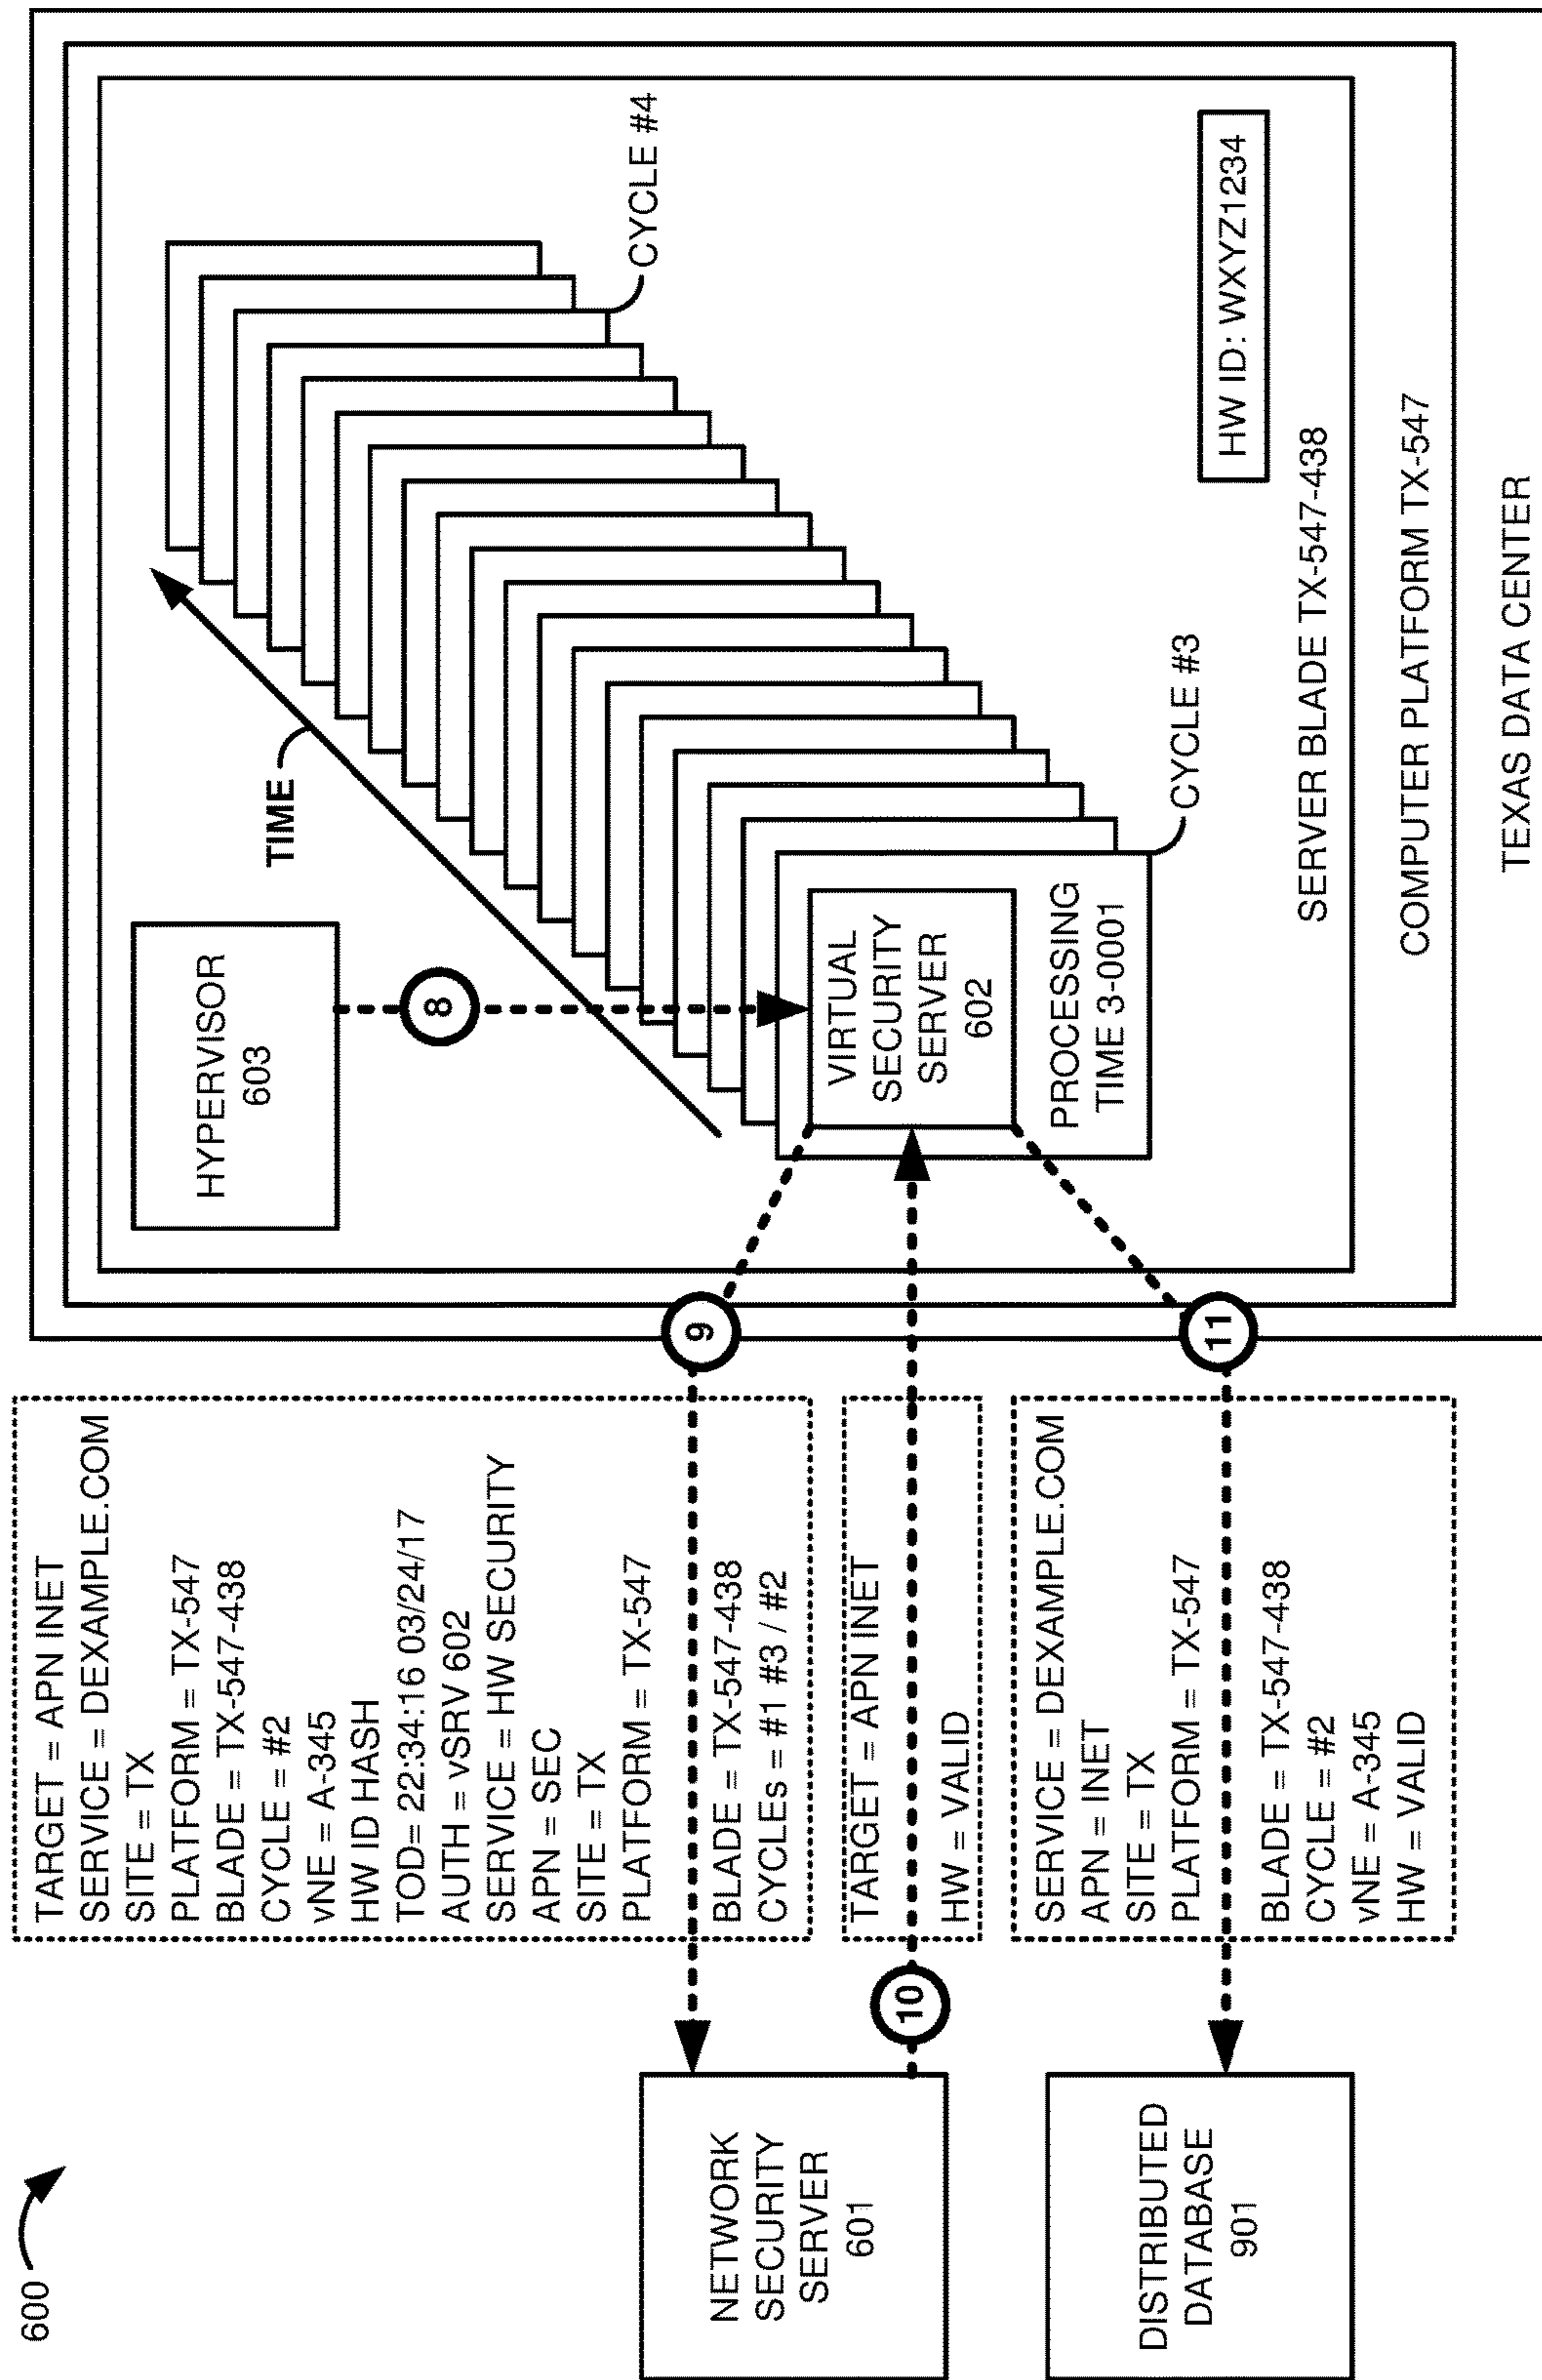 600
NETWORK
SECURITY
SERVER
601
DISTRIBUTED
DATABASE
901
TARGET = APN INET
SERVICE = DEXAMPLE.COM
SITE = TX
PLATFORM = TX-547
BLADE = TX-547-438
CYCLE = #2
vNE = A-345
HW ID HASH
TOD= 22:34:16 03/24/17
AUTH = vSRV 602
SERVICE = HW SECURITY
APN = SEC
SITE = TX
PLATFORM = TX-547
BLADE = TX-547-438
CYCLEs = #1 #3 / #2
9
10
TARGET = APN INET
HW = VALID
SERVICE = DEXAMPLE.COM
APN = INET
SITE = TX
PLATFORM = TX-547
BLADE = TX-547-438
CYCLE = #2
vNE = A-345
HW = VALID
11
HYPERVISOR
603
8
TIME
VIRTUAL
SECURITY
SERVER
602
PROCESSING
TIME 3-0001
CYCLE #3
CYCLE #4
HW ID: WXYZ1234
SERVER BLADE TX-547-438
COMPUTER PLATFORM TX-547
TEXAS DATA CENTER